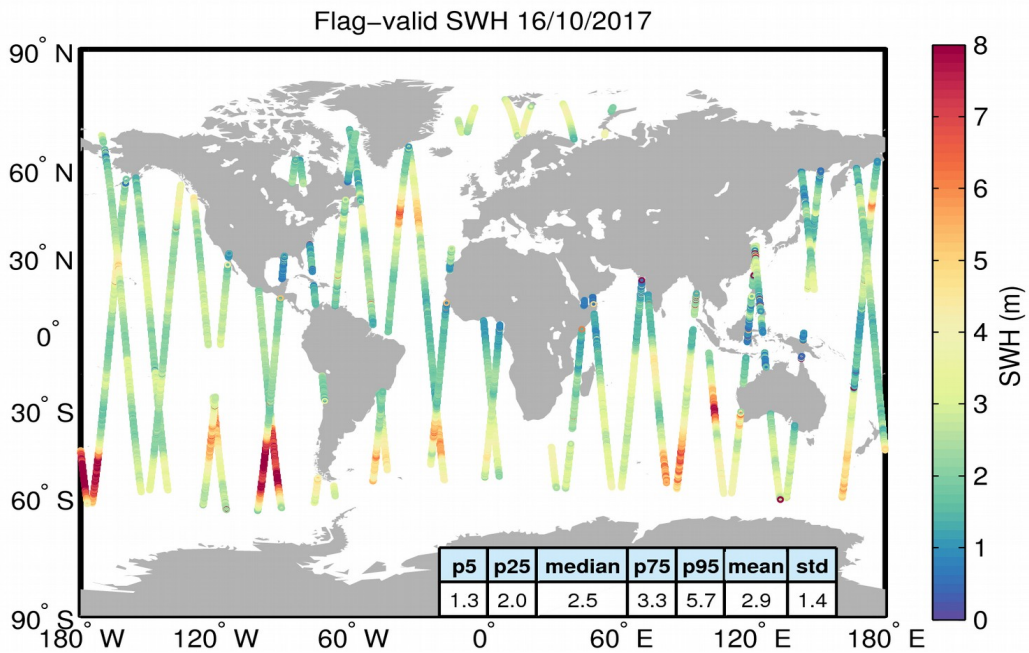 Flag−valid SWH 16/10/2017
90° N
60° N
30° N
0°
30° S
60° S
90° S
180° W
120° W
60° W
0°
60° E
120° E
180° E
p5 p25 median p75 p95 mean std
1.3 2.0 2.5 3.3 5.7 2.9 1.4
8
7
6
5
4
3
2
1
0
SWH (m)